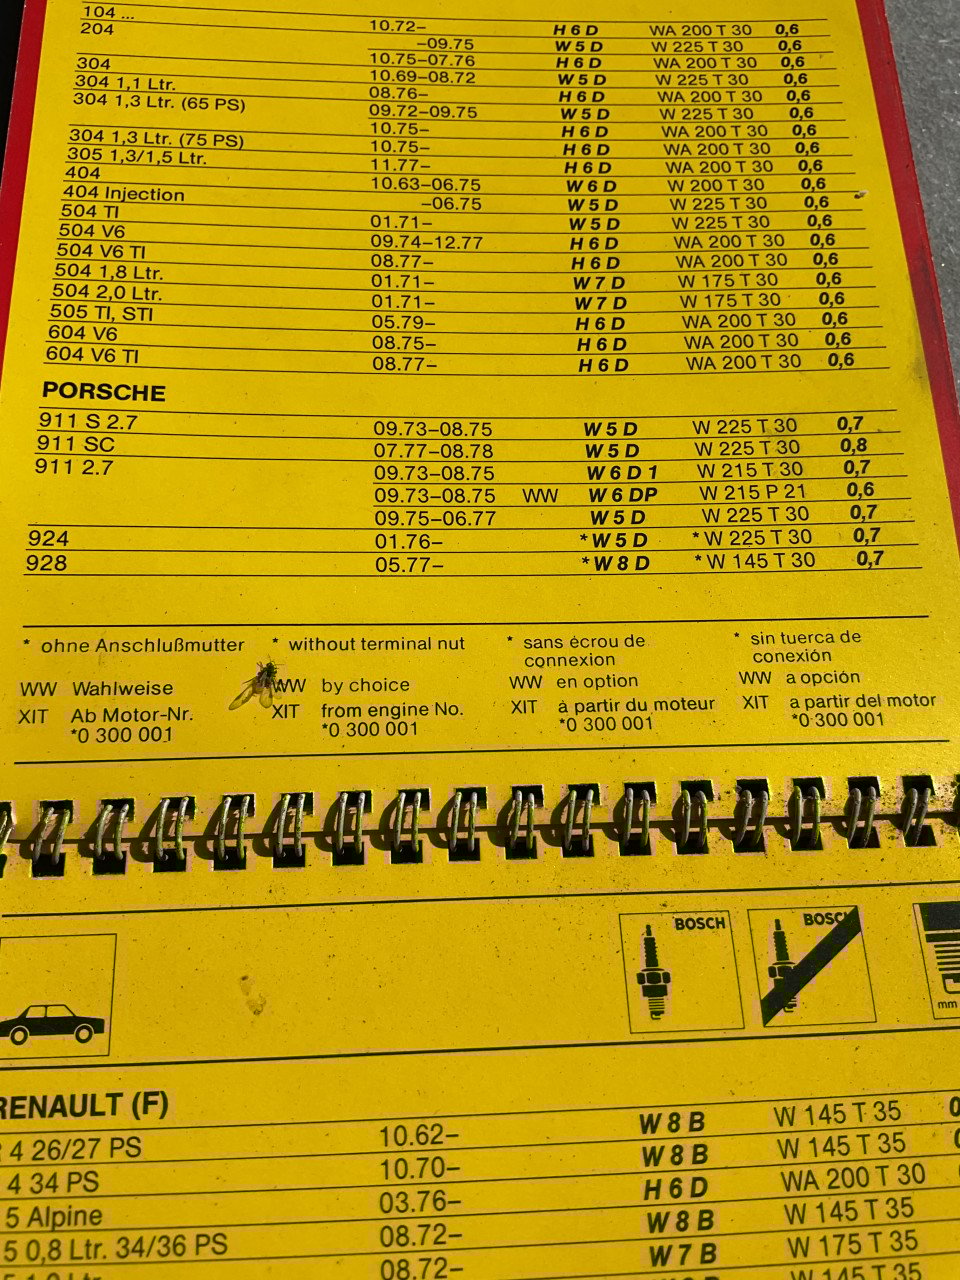 104 ... 10.72– H 6 D WA 200 T 30 0,6
204 –09.75 W 5 D W 225 T 30 0,6
10.75–07.76 H 6 D WA 200 T 30 0,6
304 10.69–08.72 W 5 D W 225 T 30 0,6
304 1,1 Ltr. 08.76– H 6 D WA 200 T 30 0,6
304 1,3 Ltr. (65 PS) 09.72–09.75 W 5 D W 225 T 30 0,6
10.75– H 6 D WA 200 T 30 0,6
304 1,3 Ltr. (75 PS) 10.75– H 6 D WA 200 T 30 0,6
305 1,3/1,5 Ltr. 11.77– H 6 D WA 200 T 30 0,6
404 10.63–06.75 W 6 D W 200 T 30 0,6
404 Injection –06.75 W 5 D W 225 T 30 0,6
504 TI 01.71– W 5 D W 225 T 30 0,6
504 V6 09.74–12.77 H 6 D WA 200 T 30 0,6
504 V6 TI 08.77– H 6 D WA 200 T 30 0,6
504 1,8 Ltr. 01.71– W 7 D W 175 T 30 0,6
504 2,0 Ltr. 01.71– W 7 D W 175 T 30 0,6
505 TI, STI 05.79– H 6 D WA 200 T 30 0,6
604 V6 08.75– H 6 D WA 200 T 30 0,6
604 V6 TI 08.77– H 6 D WA 200 T 30 0,6
PORSCHE
911 S 2.7 09.73–08.75 W 5 D W 225 T 30 0,7
911 SC 07.77–08.78 W 5 D W 225 T 30 0,8
911 2.7 09.73–08.75 W 6 D 1 W 215 T 30 0,7
09.73–08.75 WW W 6 DP W 215 P 21 0,6
09.75–06.77 W 5 D W 225 T 30 0,7
924 01.76– *W 5 D *W 225 T 30 0,7
928 05.77– *W 8 D *W 145 T 30 0,7
* ohne Anschlußmutter * without terminal nut * sans écrou de * sin tuerca de
connexion conexión
WW Wahlweise WW by choice WW en option WW a opción
XIT Ab Motor-Nr. XIT from engine No. XIT à partir du moteur XIT a partir del motor
*0 300 001 *0 300 001 *0 300 001 *0 300 001
BOSCH BOSCH
mm
RENAULT (F)
4 26/27 PS 10.62– W 8 B W 145 T 35
4 34 PS 10.70– W 8 B W 145 T 35
5 Alpine 03.76– H 6 D WA 200 T 30
5 0,8 Ltr. 34/36 PS 08.72– W 8 B W 145 T 35
08.72– W 7 B W 175 T 35
W 145 T 35